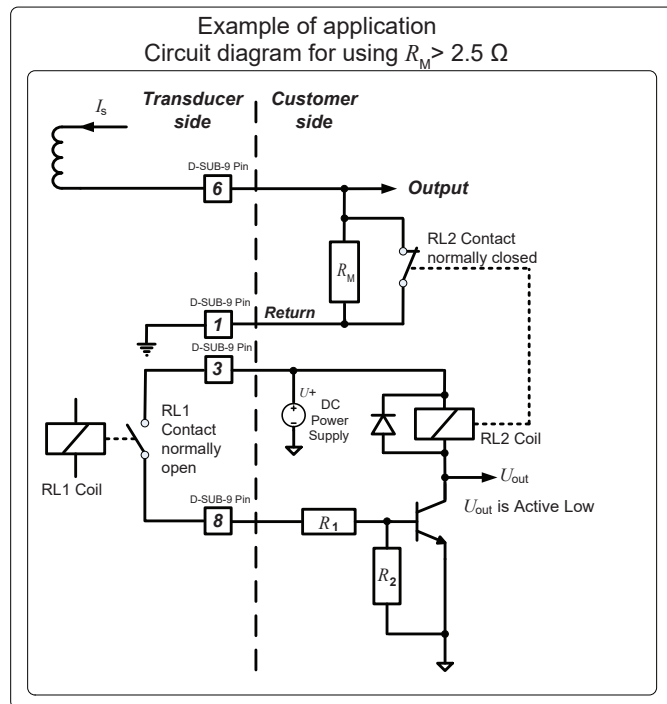 Example of application
Circuit diagram for using R_M > 2.5 Ω
Transducer side
Customer side
I_s
D-SUB-9 Pin
6
Output
RL2 Contact
normally closed
R_M
D-SUB-9 Pin
1
Return
D-SUB-9 Pin
3
RL1
Contact
normally
open
RL1 Coil
U+
DC
Power
Supply
RL2 Coil
U_out
U_out is Active Low
D-SUB-9 Pin
8
R_1
R_2